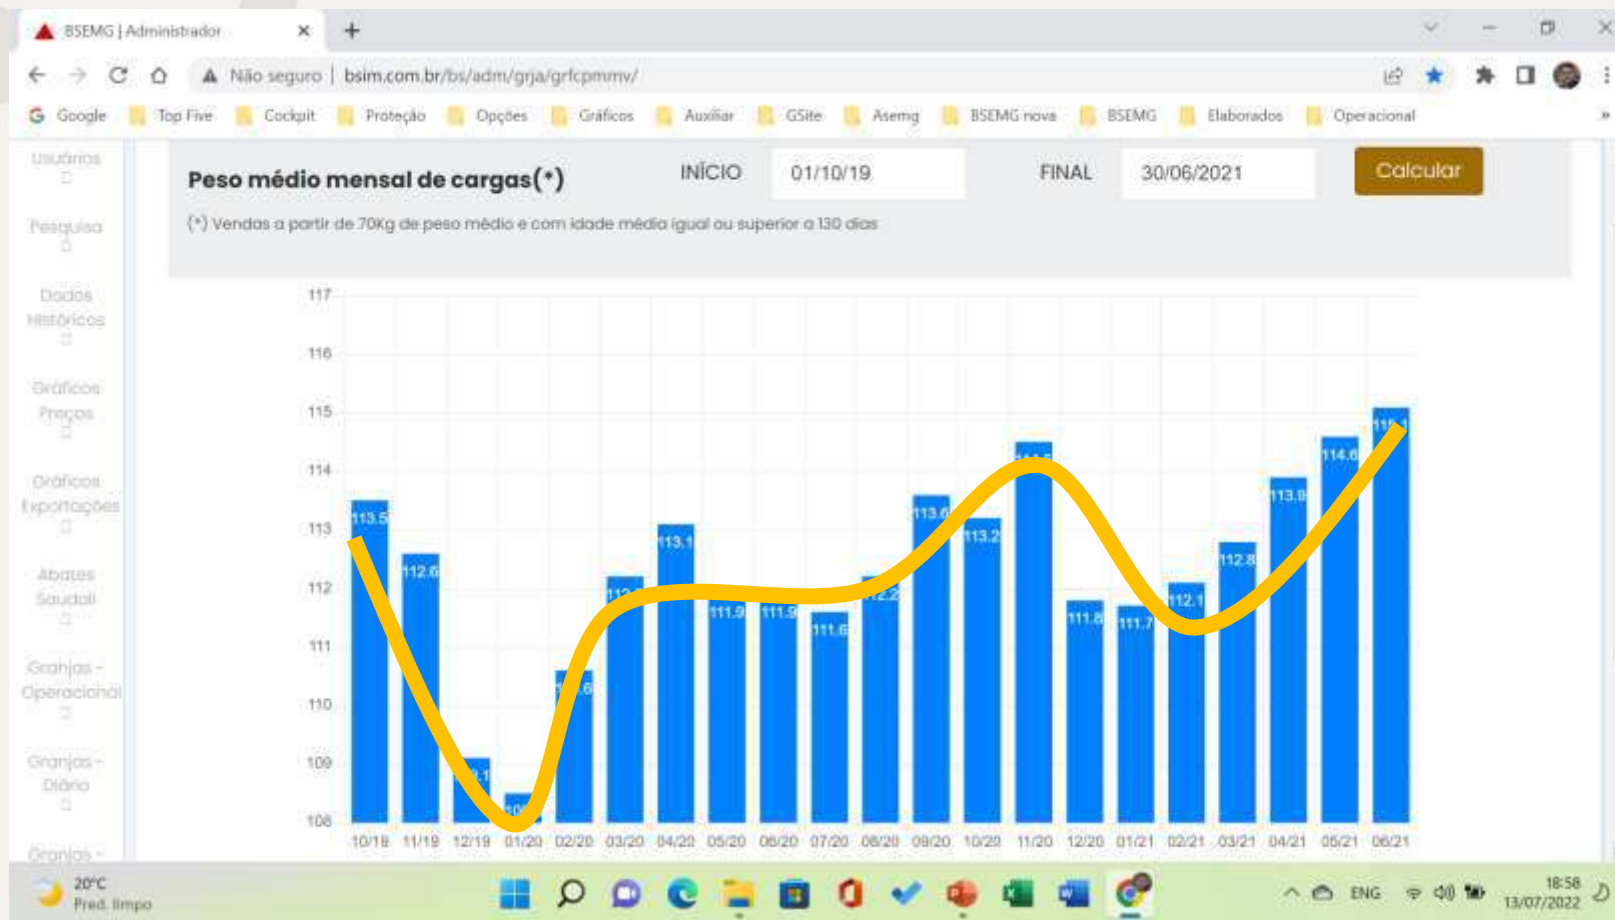 BSEMG | Administrador
Não seguro | bsim.com.br/bs/adm/grja/grfcpmmv/
Google Top Five Cockpit Proteção Opções Gráficos Auxiliar GSite Asemg BSEMG nova BSEMG Elaborados Operacional »
Usuários
Pesquisa
Dados
Históricos
Gráficos
Preços
Gráficos
Exportações
Abates
Saudali
Granjas -
Operacional
Granjas -
Diário
Granjas -
Peso médio mensal de cargas(*)
INÍCIO 01/10/19 FINAL 30/06/2021 Calcular
(*) Vendas a partir de 70Kg de peso médio e com idade média igual ou superior a 130 dias
117
116
115
114
113
112
111
110
109
108
113.5 112.6 113.1 111.9 111.9 111.6 113.6 113.2 111.8 111.7 112.1 112.8 113.9 114.6
10/19 11/19 12/19 01/20 02/20 03/20 04/20 05/20 06/20 07/20 08/20 09/20 10/20 11/20 12/20 01/21 02/21 03/21 04/21 05/21 06/21
20°C
Pred. limpo
ENG
18:58
13/07/2022